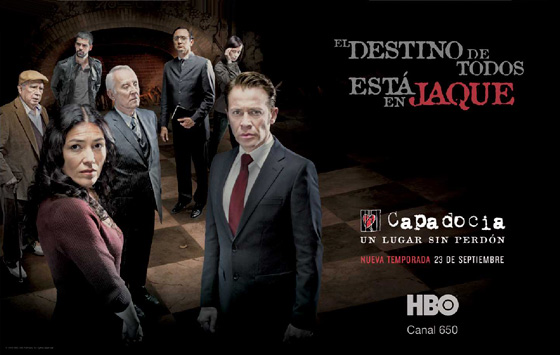 EL DESTINO DE
TODOS
ESTÁ
EN JAQUE
Capadocia
UN LUGAR SIN PERDÓN
NUEVA TEMPORADA 23 DE SEPTIEMBRE
HBO
Canal 650